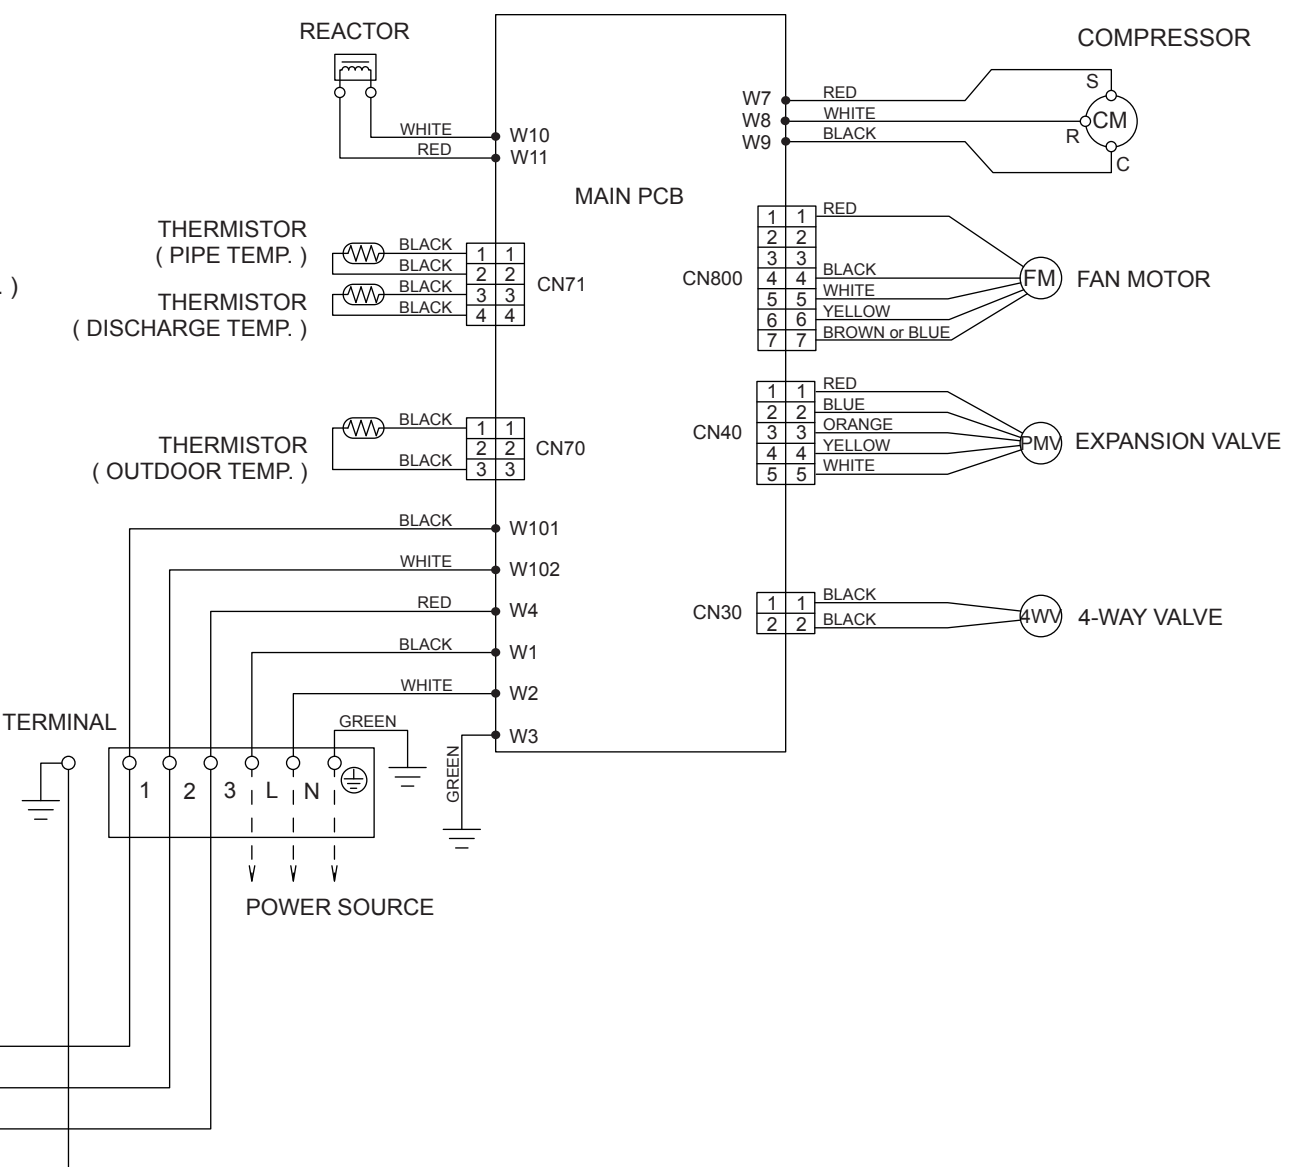 REACTOR
COMPRESSOR
S
W7 RED
W8 WHITE
CM
W9 BLACK
R
C
WHITE W10
RED W11
MAIN PCB
THERMISTOR
( PIPE TEMP. )
BLACK 1 1
BLACK 2 2
BLACK 3 3
BLACK 4 4
CN71
. )
THERMISTOR
( DISCHARGE TEMP. )
CN800
1 1 RED
2 2
3 3
4 4 BLACK
5 5 WHITE
6 6 YELLOW
7 7 BROWN or BLUE
FM FAN MOTOR
THERMISTOR
( OUTDOOR TEMP. )
BLACK 1 1
2 2
BLACK 3 3
CN70
CN40
1 1 RED
2 2 BLUE
3 3 ORANGE
4 4 YELLOW
5 5 WHITE
PMV EXPANSION VALVE
BLACK W101
WHITE W102
RED W4
BLACK W1
WHITE W2
GREEN W3
GREEN
CN30
1 1 BLACK
2 2 BLACK
4WV 4-WAY VALVE
TERMINAL
1 2 3 L N
POWER SOURCE